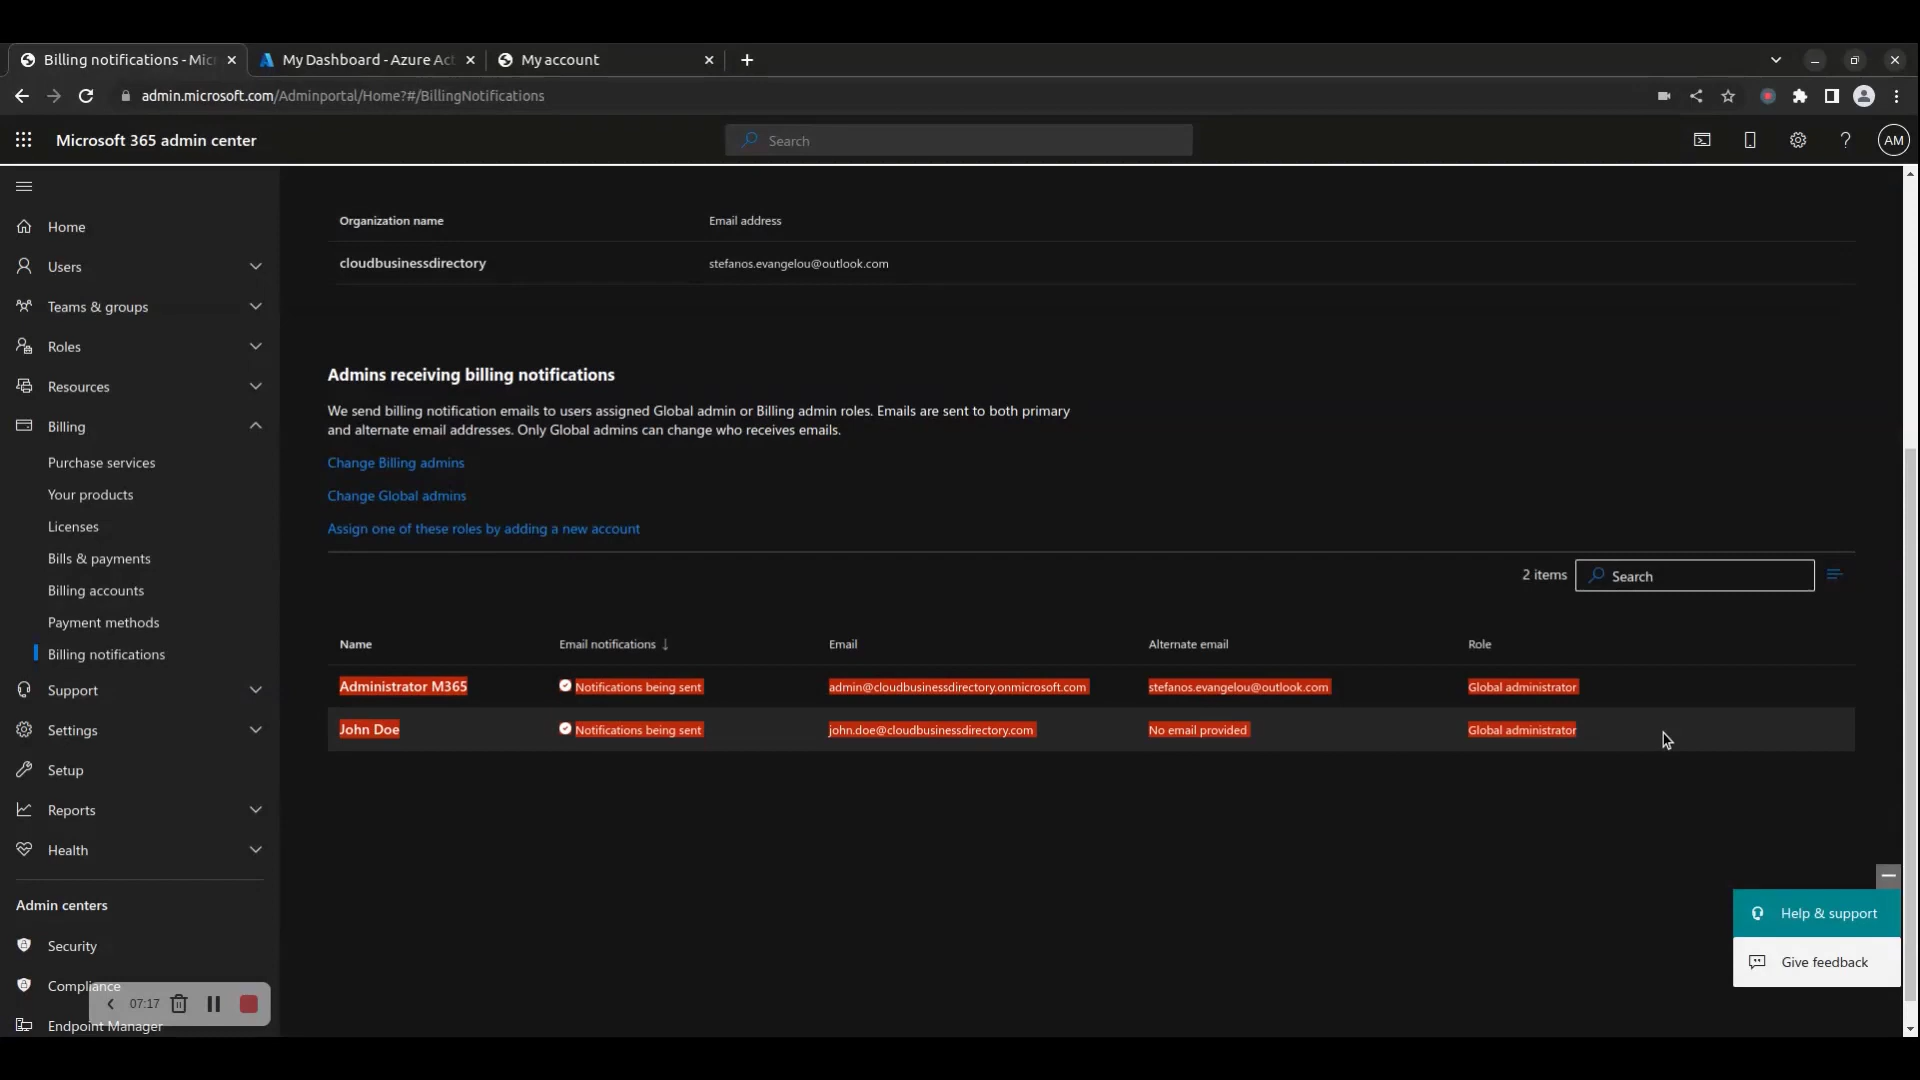 Billing notifications - Mic
My Dashboard - Azure Act
My account
admin.microsoft.com/Adminportal/Home?#/BillingNotifications
Microsoft 365 admin center
Search
AM
Home
Users
Teams & groups
Roles
Resources
Billing
Purchase services
Your products
Licenses
Bills & payments
Billing accounts
Payment methods
Billing notifications
Support
Settings
Setup
Reports
Health
Admin centers
Security
Compliance
Endpoint Manager
07:17
Organization name Email address
cloudbusinessdirectory stefanos.evangelou@outlook.com
Admins receiving billing notifications
We send billing notification emails to users assigned Global admin or Billing admin roles. Emails are sent to both primary
and alternate email addresses. Only Global admins can change who receives emails.
Change Billing admins
Change Global admins
Assign one of these roles by adding a new account
2 items Search
Name Email notifications ↓ Email Alternate email Role
Administrator M365 Notifications being sent admin@cloudbusinessdirectory.onmicrosoft.com stefanos.evangelou@outlook.com Global administrator
John Doe Notifications being sent john.doe@cloudbusinessdirectory.com No email provided Global administrator
Help & support
Give feedback